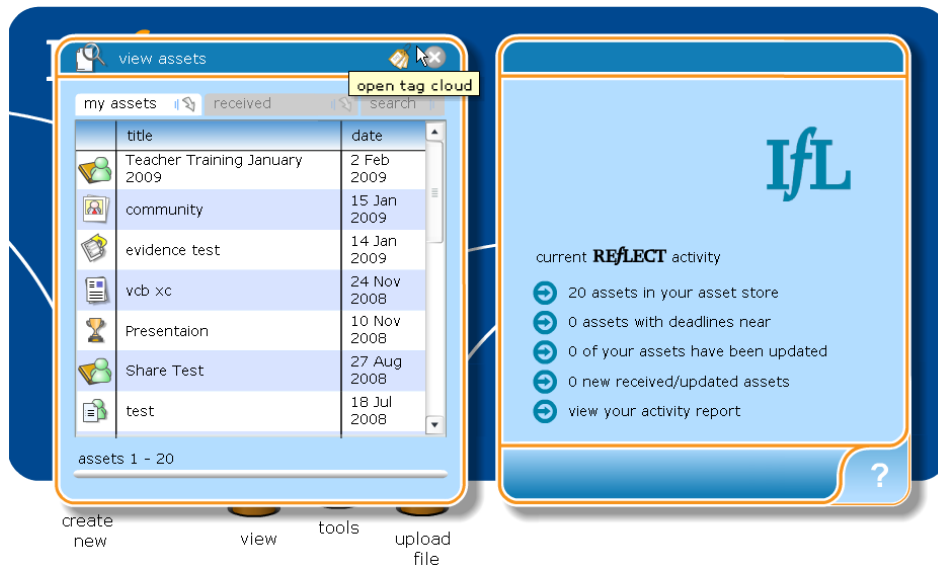 view assets
open tag cloud
my assets received search
title date
Teacher Training January 2009 2 Feb 2009
community 15 Jan 2009
evidence test 14 Jan 2009
vcb xc 24 Nov 2008
Presentaion 10 Nov 2008
Share Test 27 Aug 2008
test 18 Jul 2008
assets 1 - 20
IfL
current REfLECT activity
20 assets in your asset store
0 assets with deadlines near
0 of your assets have been updated
0 new received/updated assets
view your activity report
?
create new
view
tools
upload file